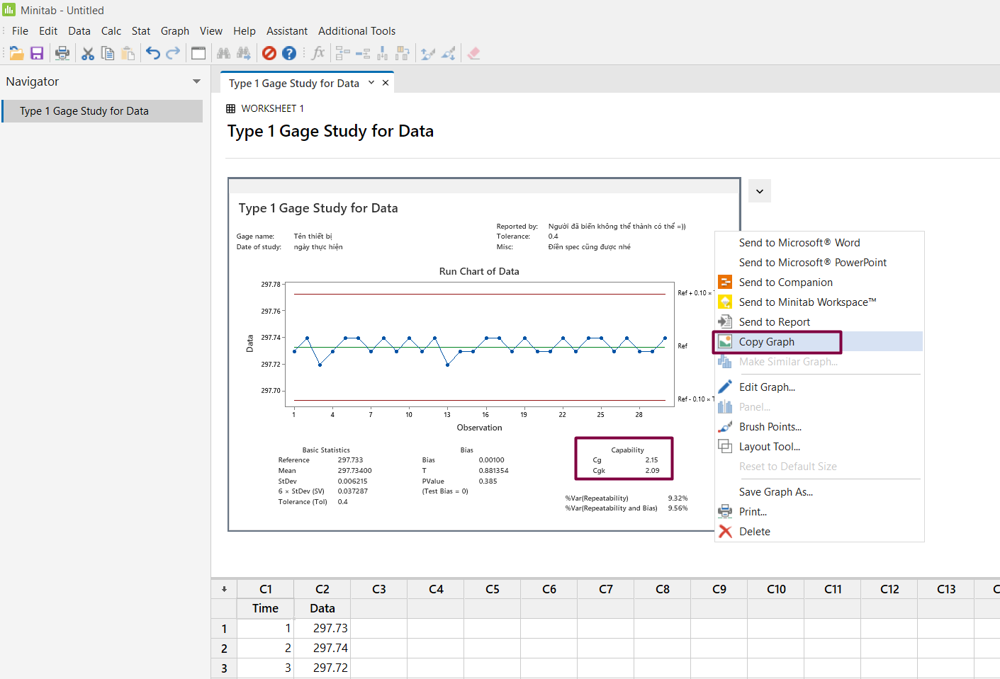 Minitab - Untitled
File Edit Data Calc Stat Graph View Help Assistant Additional Tools
fx
Navigator
Type 1 Gage Study for Data
Type 1 Gage Study for Data
WORKSHEET 1
Type 1 Gage Study for Data
Type 1 Gage Study for Data
Reported by: Người đã biến không thể thành có thể =))
Gage name: Tên thiết bị
Tolerance: 0.4
Date of study: ngày thực hiện
Misc: Điền spec cũng được nhé
Run Chart of Data
297.78
297.76
297.74
297.72
297.70
Data
Ref + 0.10 ×
Ref
Ref - 0.10 ×
1 4 7 10 13 16 19 22 25 28
Observation
Basic Statistics
Reference 297.733
Mean 297.73400
StDev 0.006215
6 × StDev (SV) 0.037287
Tolerance (Tol) 0.4
Bias
Bias 0.00100
T 0.881354
PValue 0.385
(Test Bias = 0)
Capability
Cg 2.15
Cgk 2.09
%Var(Repeatability) 9.32%
%Var(Repeatability and Bias) 9.56%
Send to Microsoft® Word
Send to Microsoft® PowerPoint
Send to Companion
Send to Minitab Workspace™
Send to Report
Copy Graph
Make Similar Graph...
Edit Graph...
Panel...
Brush Points...
Layout Tool...
Reset to Default Size
Save Graph As...
Print...
Delete
C1 C2 C3 C4 C5 C6 C7 C8 C9 C10 C11 C12 C13
Time Data
1 1 297.73
2 2 297.74
3 3 297.72